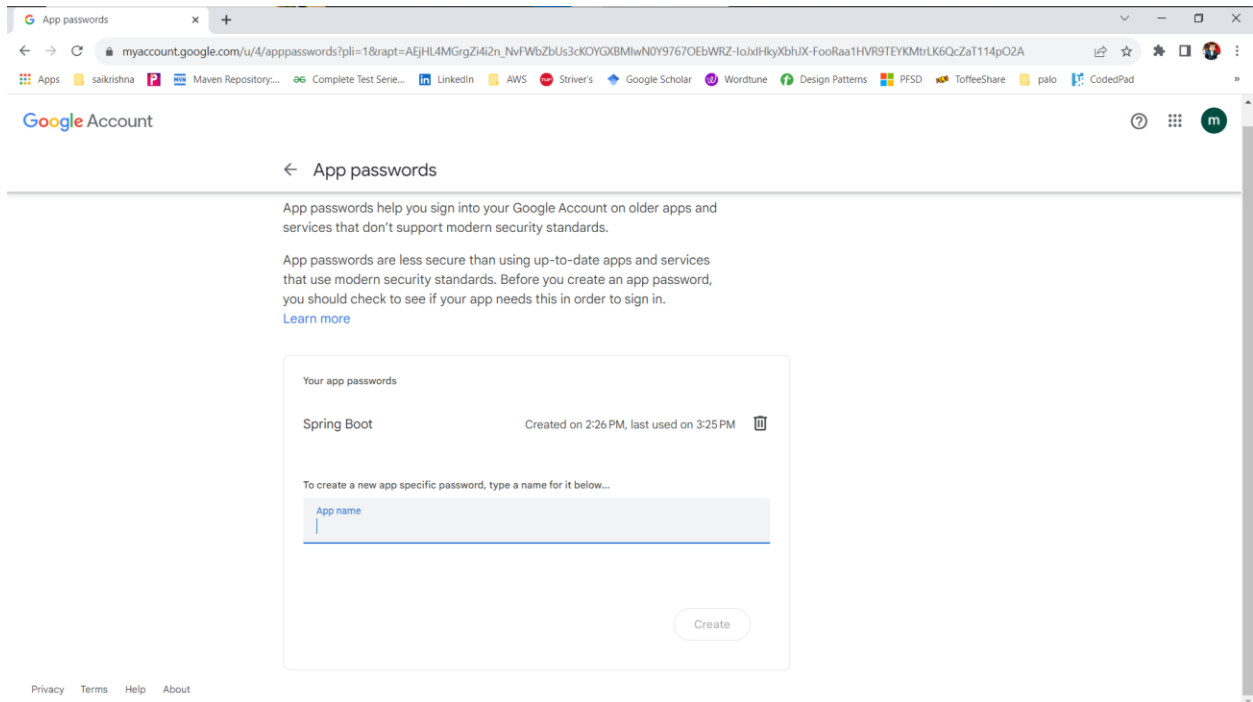 App passwords
myaccount.google.com/u/4/apppasswords?pli=1&rapt=AEjHL4MGrgZi4i2n_NvFWbZbUs3cKOYGXBMIwN0Y9767OEbWRZ-IoJxIHkyXbhJX-FooRaa1HVR9TEYKMtrLK6QcZaT114pO2A
Apps saikrishna Maven Repository:... Complete Test Serie... LinkedIn AWS Striver's Google Scholar Wordtune Design Patterns PFSD ToffeeShare palo CodedPad »
Google Account
m
App passwords
App passwords help you sign into your Google Account on older apps and
services that don't support modern security standards.
App passwords are less secure than using up-to-date apps and services
that use modern security standards. Before you create an app password,
you should check to see if your app needs this in order to sign in.
Learn more
Your app passwords
Spring Boot Created on 2:26 PM, last used on 3:25 PM
To create a new app specific password, type a name for it below...
App name
Create
Privacy Terms Help About